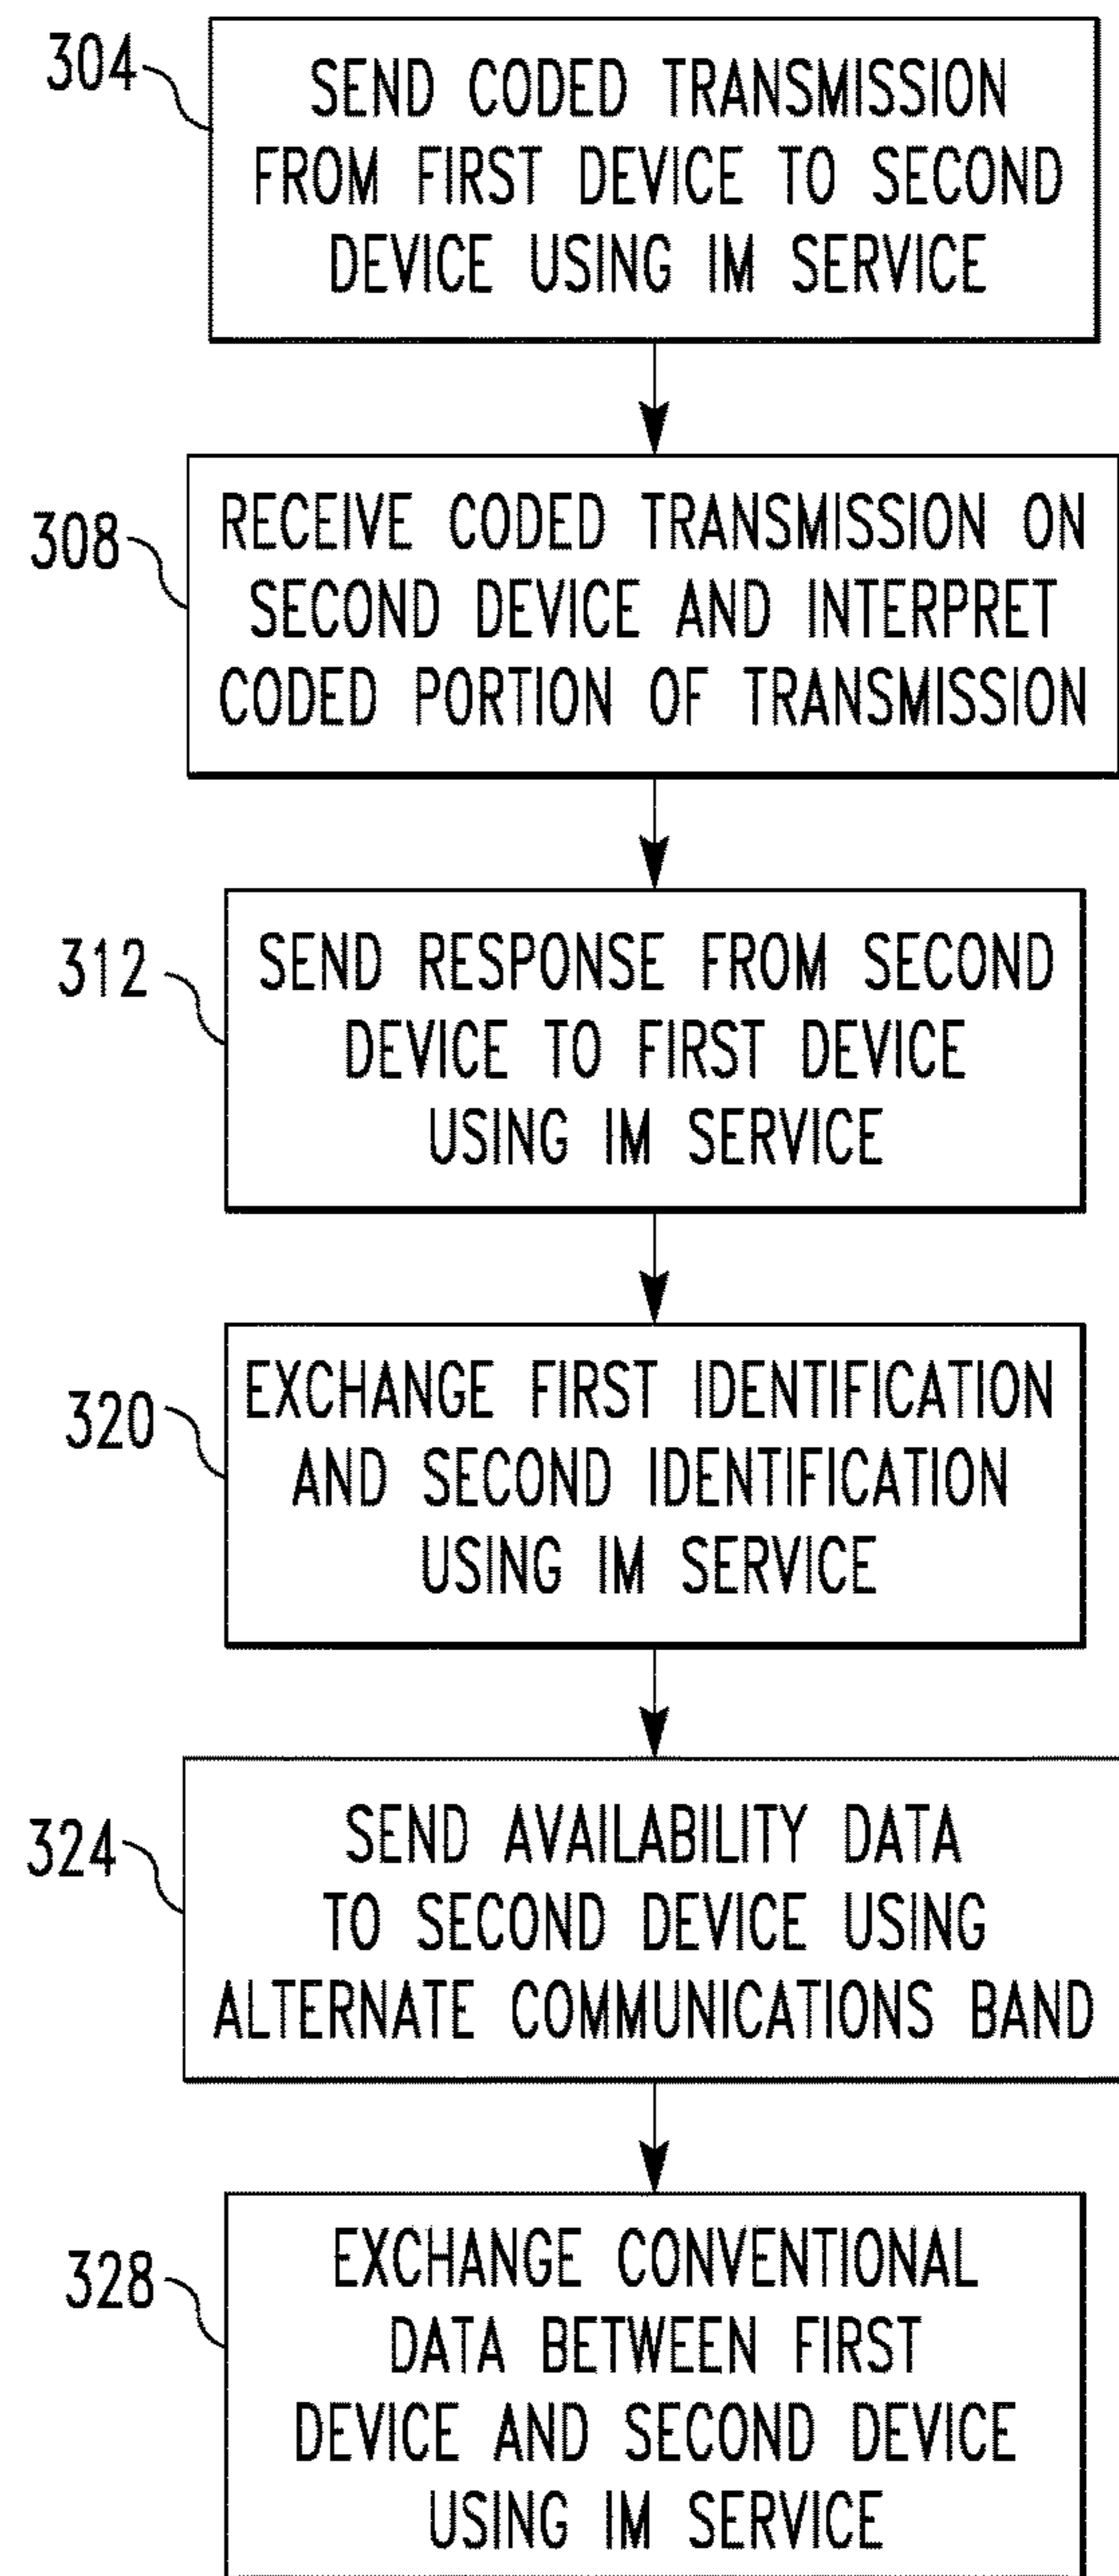 304
SEND CODED TRANSMISSION
FROM FIRST DEVICE TO SECOND
DEVICE USING IM SERVICE
308
RECEIVE CODED TRANSMISSION ON
SECOND DEVICE AND INTERPRET
CODED PORTION OF TRANSMISSION
312
SEND RESPONSE FROM SECOND
DEVICE TO FIRST DEVICE
USING IM SERVICE
320
EXCHANGE FIRST IDENTIFICATION
AND SECOND IDENTIFICATION
USING IM SERVICE
324
SEND AVAILABILITY DATA
TO SECOND DEVICE USING
ALTERNATE COMMUNICATIONS BAND
328
EXCHANGE CONVENTIONAL
DATA BETWEEN FIRST
DEVICE AND SECOND DEVICE
USING IM SERVICE